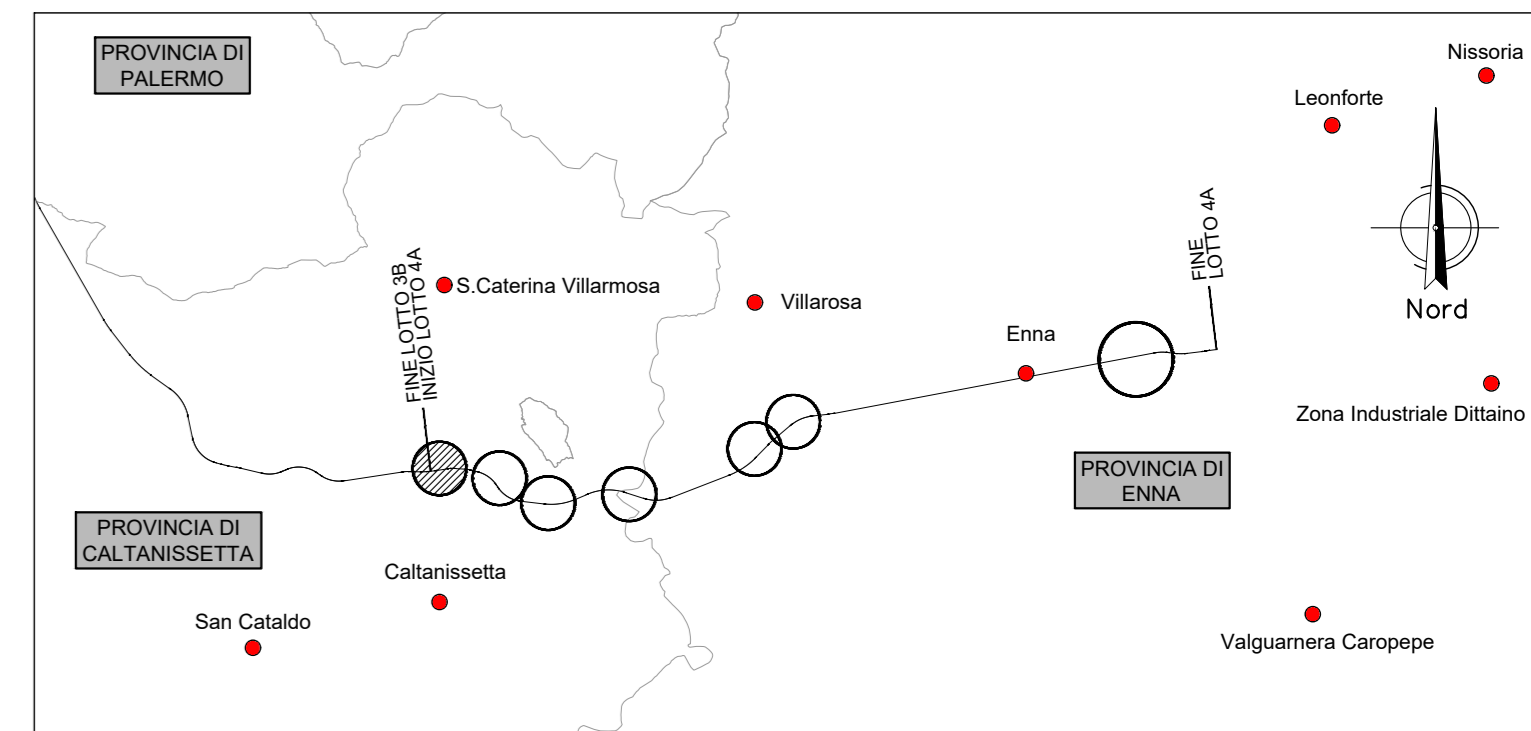 PROVINCIA DI
PALERMO
Nissoria
Leonforte
Nord
FINE
LOTTO 4A
S.Caterina Villarmosa
Villarosa
FINE LOTTO 3B
INIZIO LOTTO 4A
Enna
Zona Industriale Dittaino
PROVINCIA DI
ENNA
PROVINCIA DI
CALTANISSETTA
Caltanissetta
San Cataldo
Valguarnera Caropepe